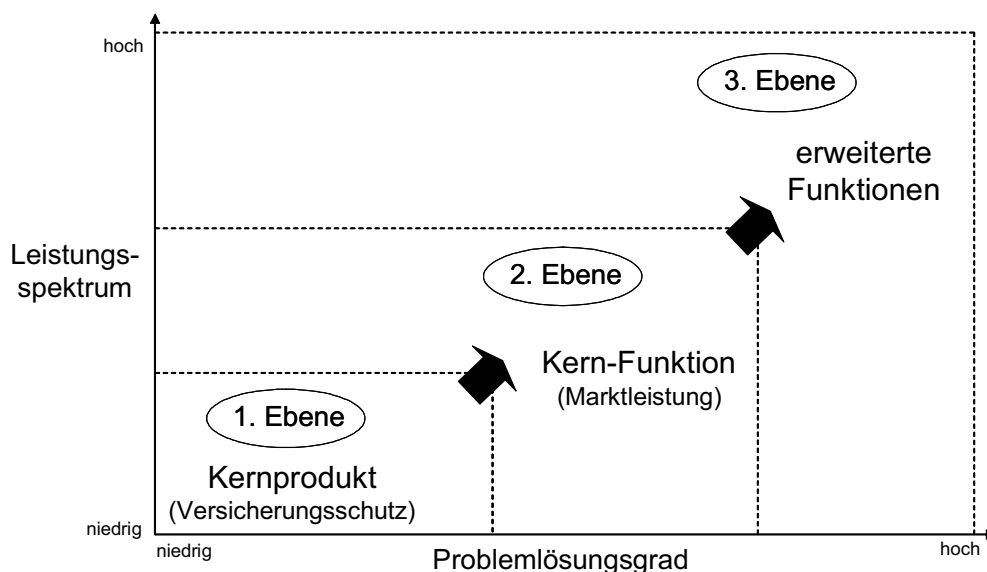 hoch
3. Ebene
erweiterte
Funktionen
Leistungs-
spektrum
2. Ebene
Kern-Funktion
(Marktleistung)
1. Ebene
Kernprodukt
(Versicherungsschutz)
niedrig
niedrig
Problemlösungsgrad
hoch